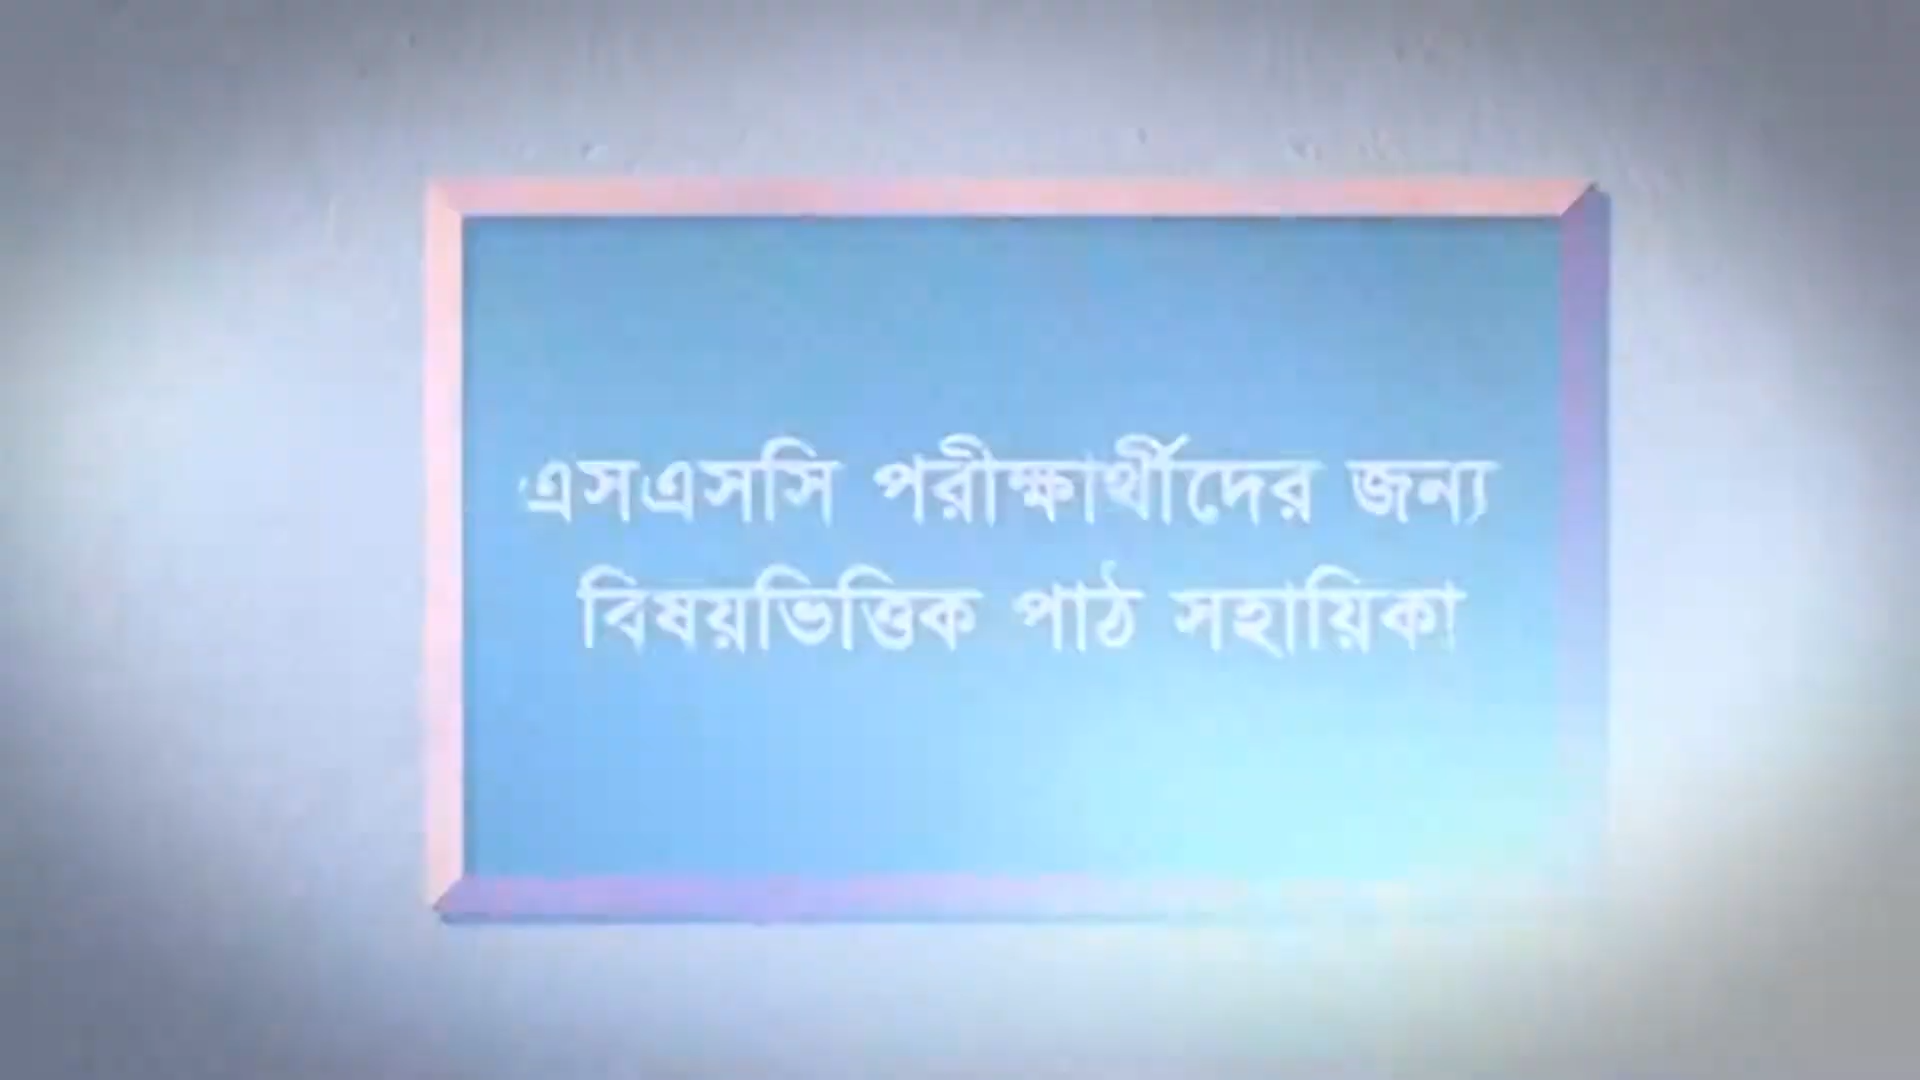 এসএসসি পরীক্ষার্থীদের জন্য
বিষয়ভিত্তিক পাঠ সহায়িকা